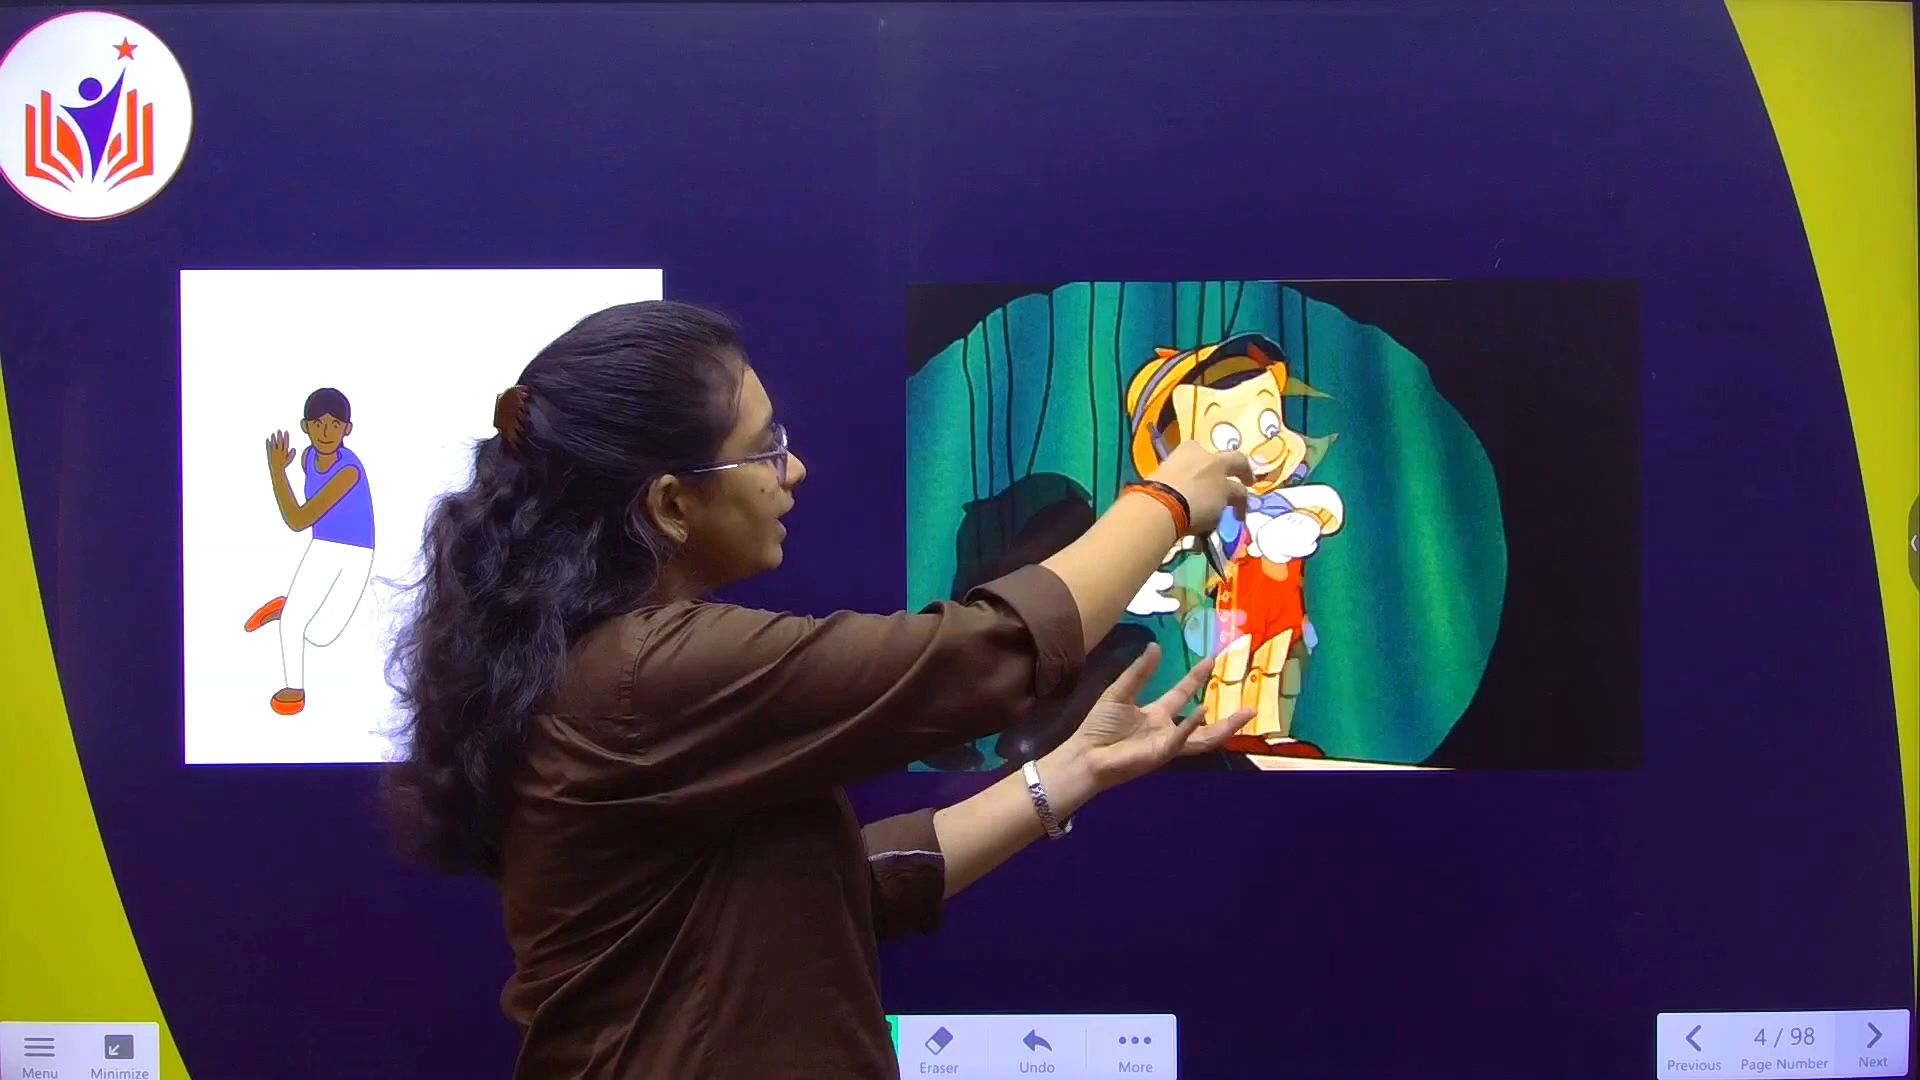 Menu
Minimize
Eraser
Undo
More
Previous
4 / 98
Page Number
Next